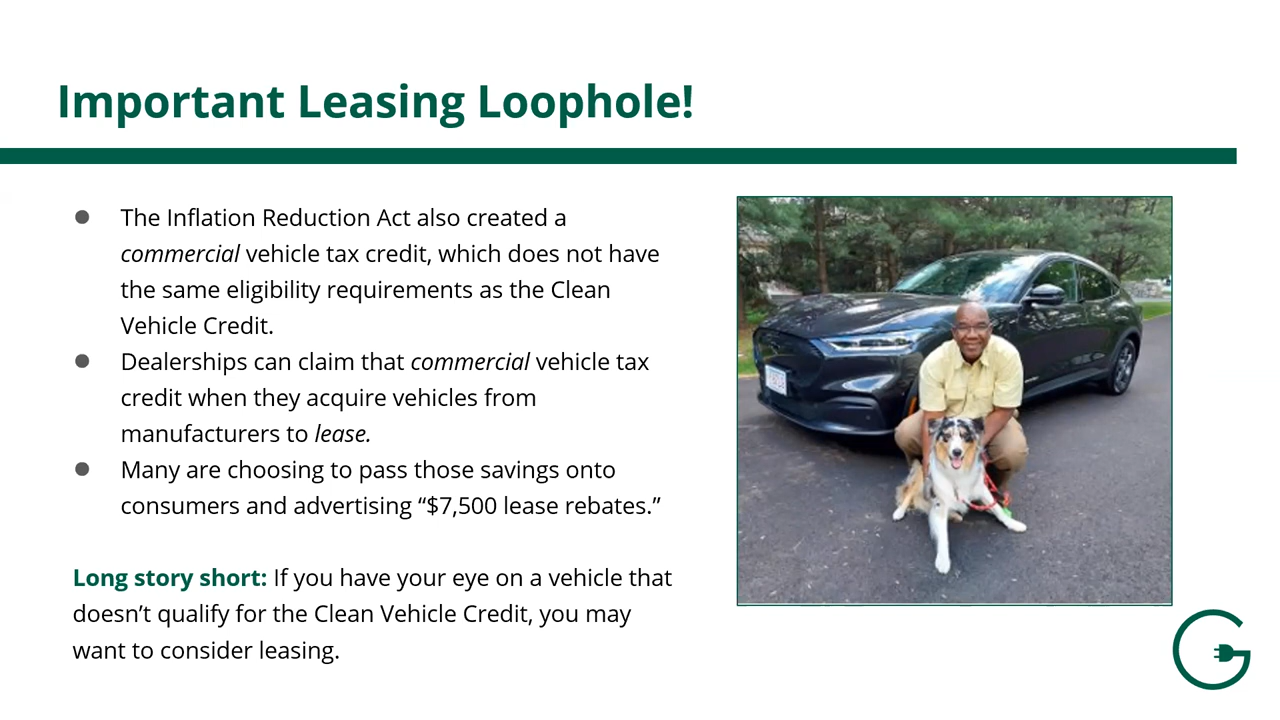 Important Leasing Loophole!
● The Inflation Reduction Act also created a
commercial vehicle tax credit, which does not have
the same eligibility requirements as the Clean
Vehicle Credit.
● Dealerships can claim that commercial vehicle tax
credit when they acquire vehicles from
manufacturers to lease.
● Many are choosing to pass those savings onto
consumers and advertising “$7,500 lease rebates.”
Long story short: If you have your eye on a vehicle that
doesn’t qualify for the Clean Vehicle Credit, you may
want to consider leasing.